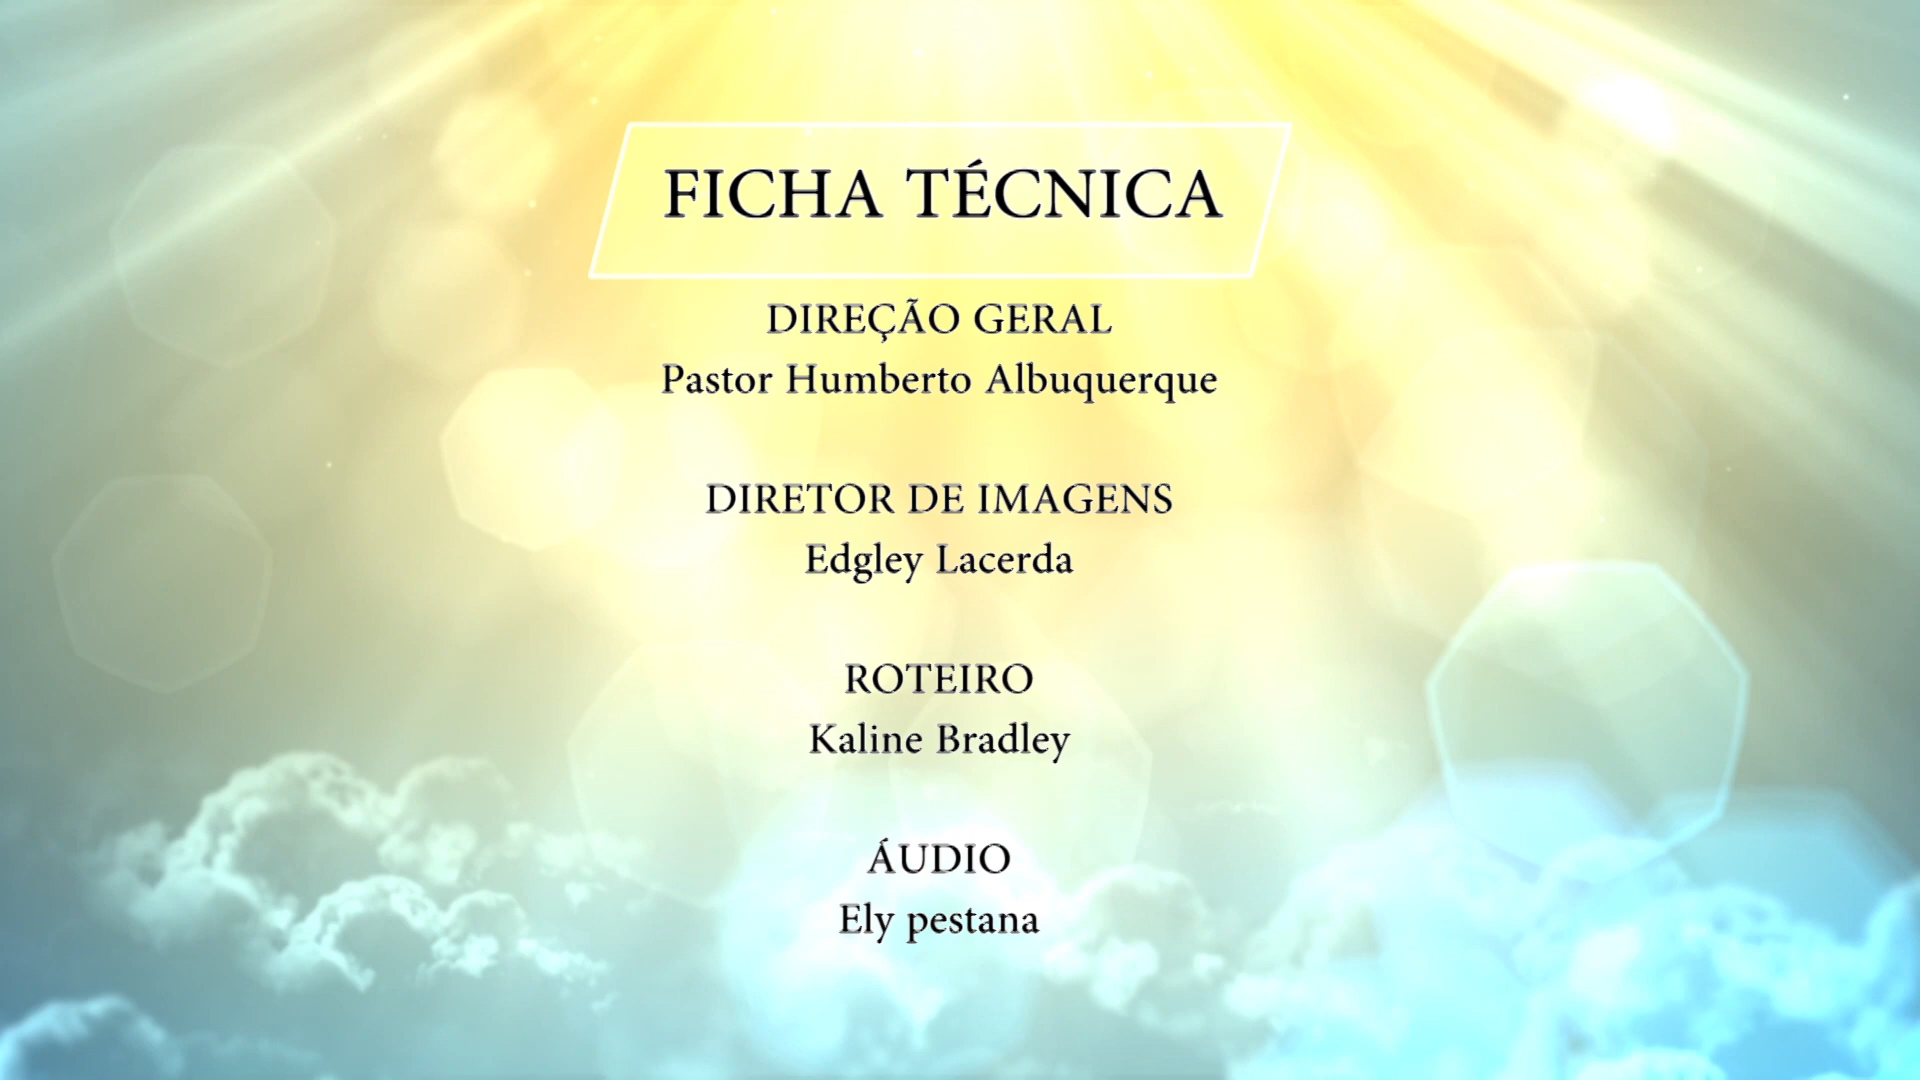 FICHA TÉCNICA
DIREÇÃO GERAL
Pastor Humberto Albuquerque
DIRETOR DE IMAGENS
Edgley Lacerda
ROTEIRO
Kaline Bradley
ÁUDIO
Ely pestana